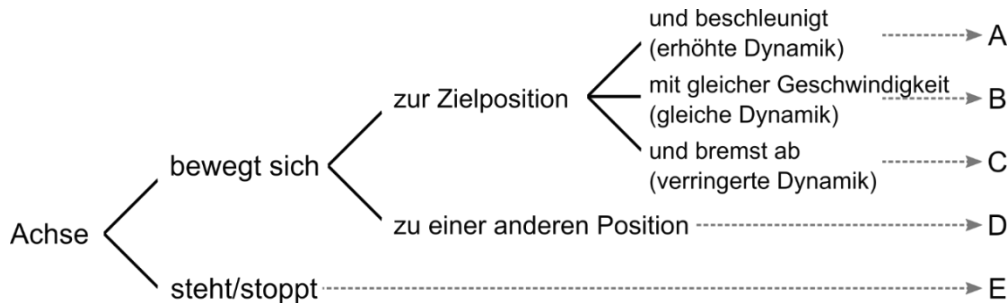 und beschleunigt
(erhöhte Dynamik)
A
zur Zielposition
mit gleicher Geschwindigkeit
(gleiche Dynamik)
B
und bremst ab
(verringerte Dynamik)
C
bewegt sich
zu einer anderen Position
D
Achse
steht/stoppt
E